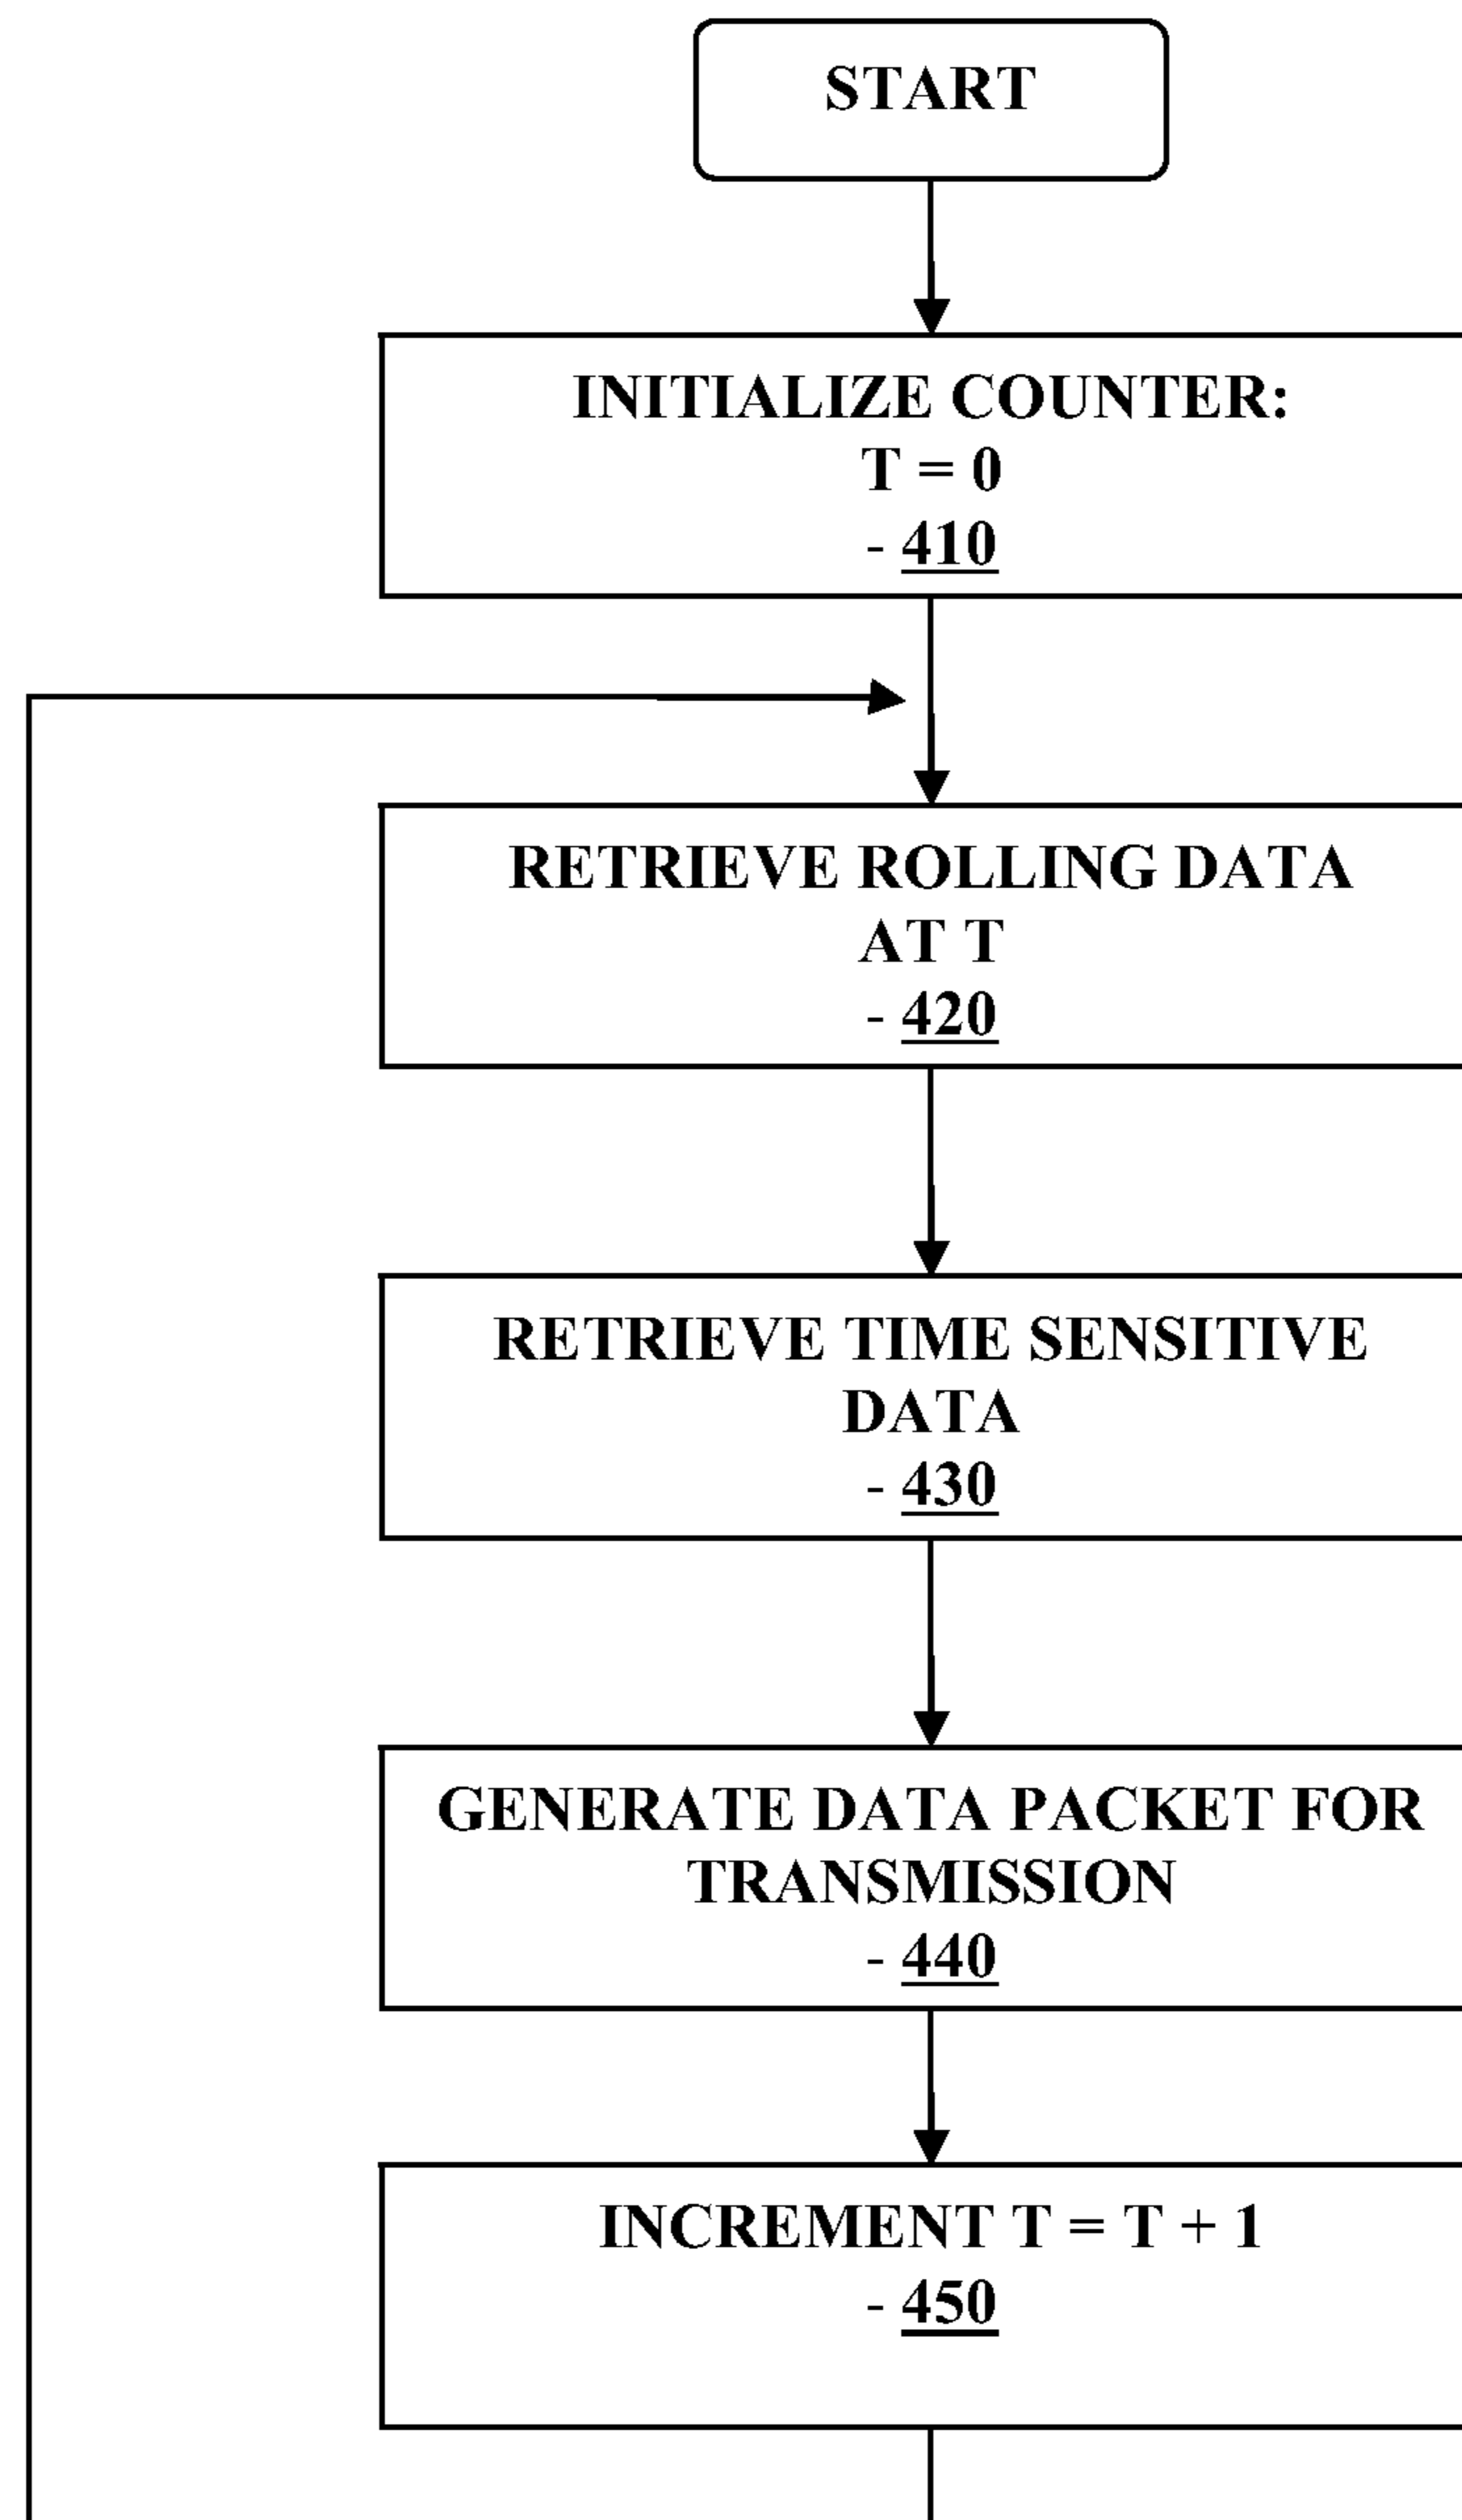 START
INITIALIZE COUNTER:
T = 0
- 410
RETRIEVE ROLLING DATA
AT T
- 420
RETRIEVE TIME SENSITIVE
DATA
- 430
GENERATE DATA PACKET FOR
TRANSMISSION
- 440
INCREMENT T = T + 1
- 450